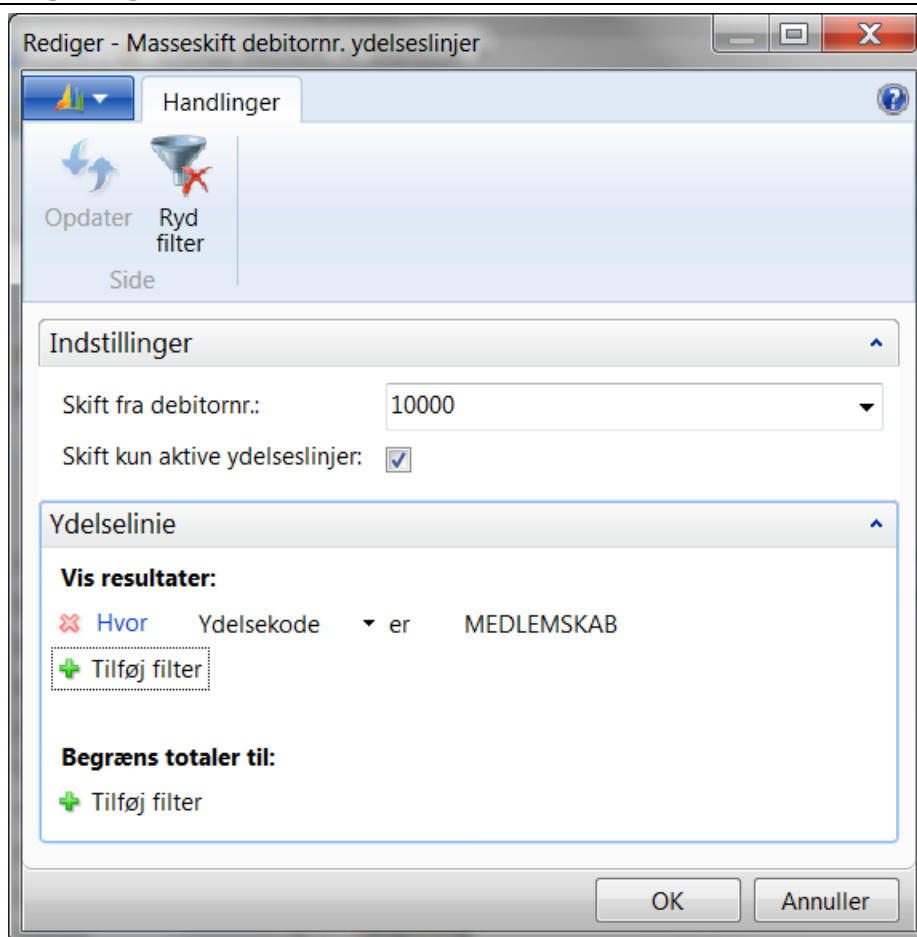 Rediger - Masseskift debitornr. ydelseslinjer
Handlinger
Opdater
Ryd filter
Side
Indstillinger
Skift fra debitornr.: 10000
Skift kun aktive ydelseslinjer:
Ydelselinie
Vis resultater:
Hvor Ydelsekode er MEDLEMSKAB
Tilføj filter
Begræns totaler til:
Tilføj filter
OK Annuller